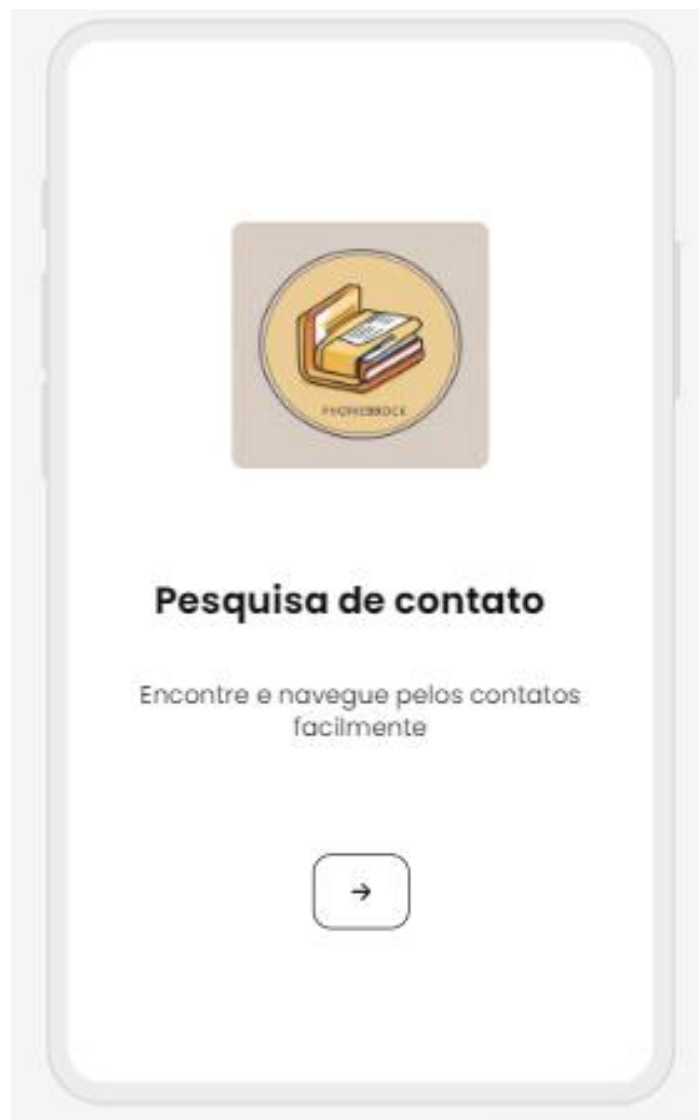 Pesquisa de contato
Encontre e navegue pelos contatos
facilmente